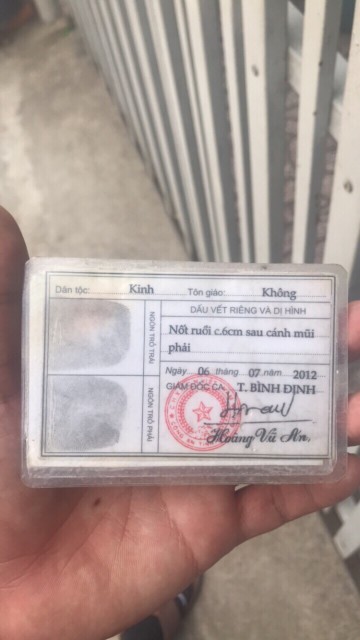 Dân tộc: Kinh Tôn giáo: Không
DẤU VẾT RIÊNG VÀ DỊ HÌNH
Nốt ruồi c.6cm sau cánh mũi
phải
Ngày 06 tháng 07 năm 2012
GIÁM ĐỐC CA. T. BÌNH ĐỊNH
Hoàng Vũ Ân.
NGÓN TRỎ TRÁI
NGÓN TRỎ PHẢI